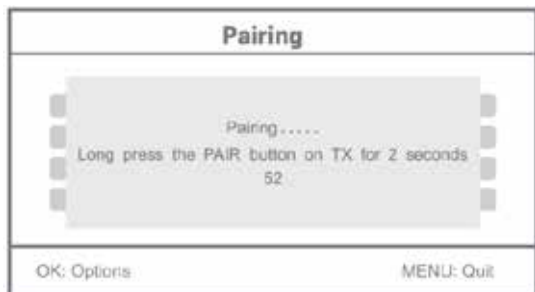 Pairing
Pairing.....
Long press the PAIR button on TX for 2 seconds
52
OK: Options
MENU: Quit